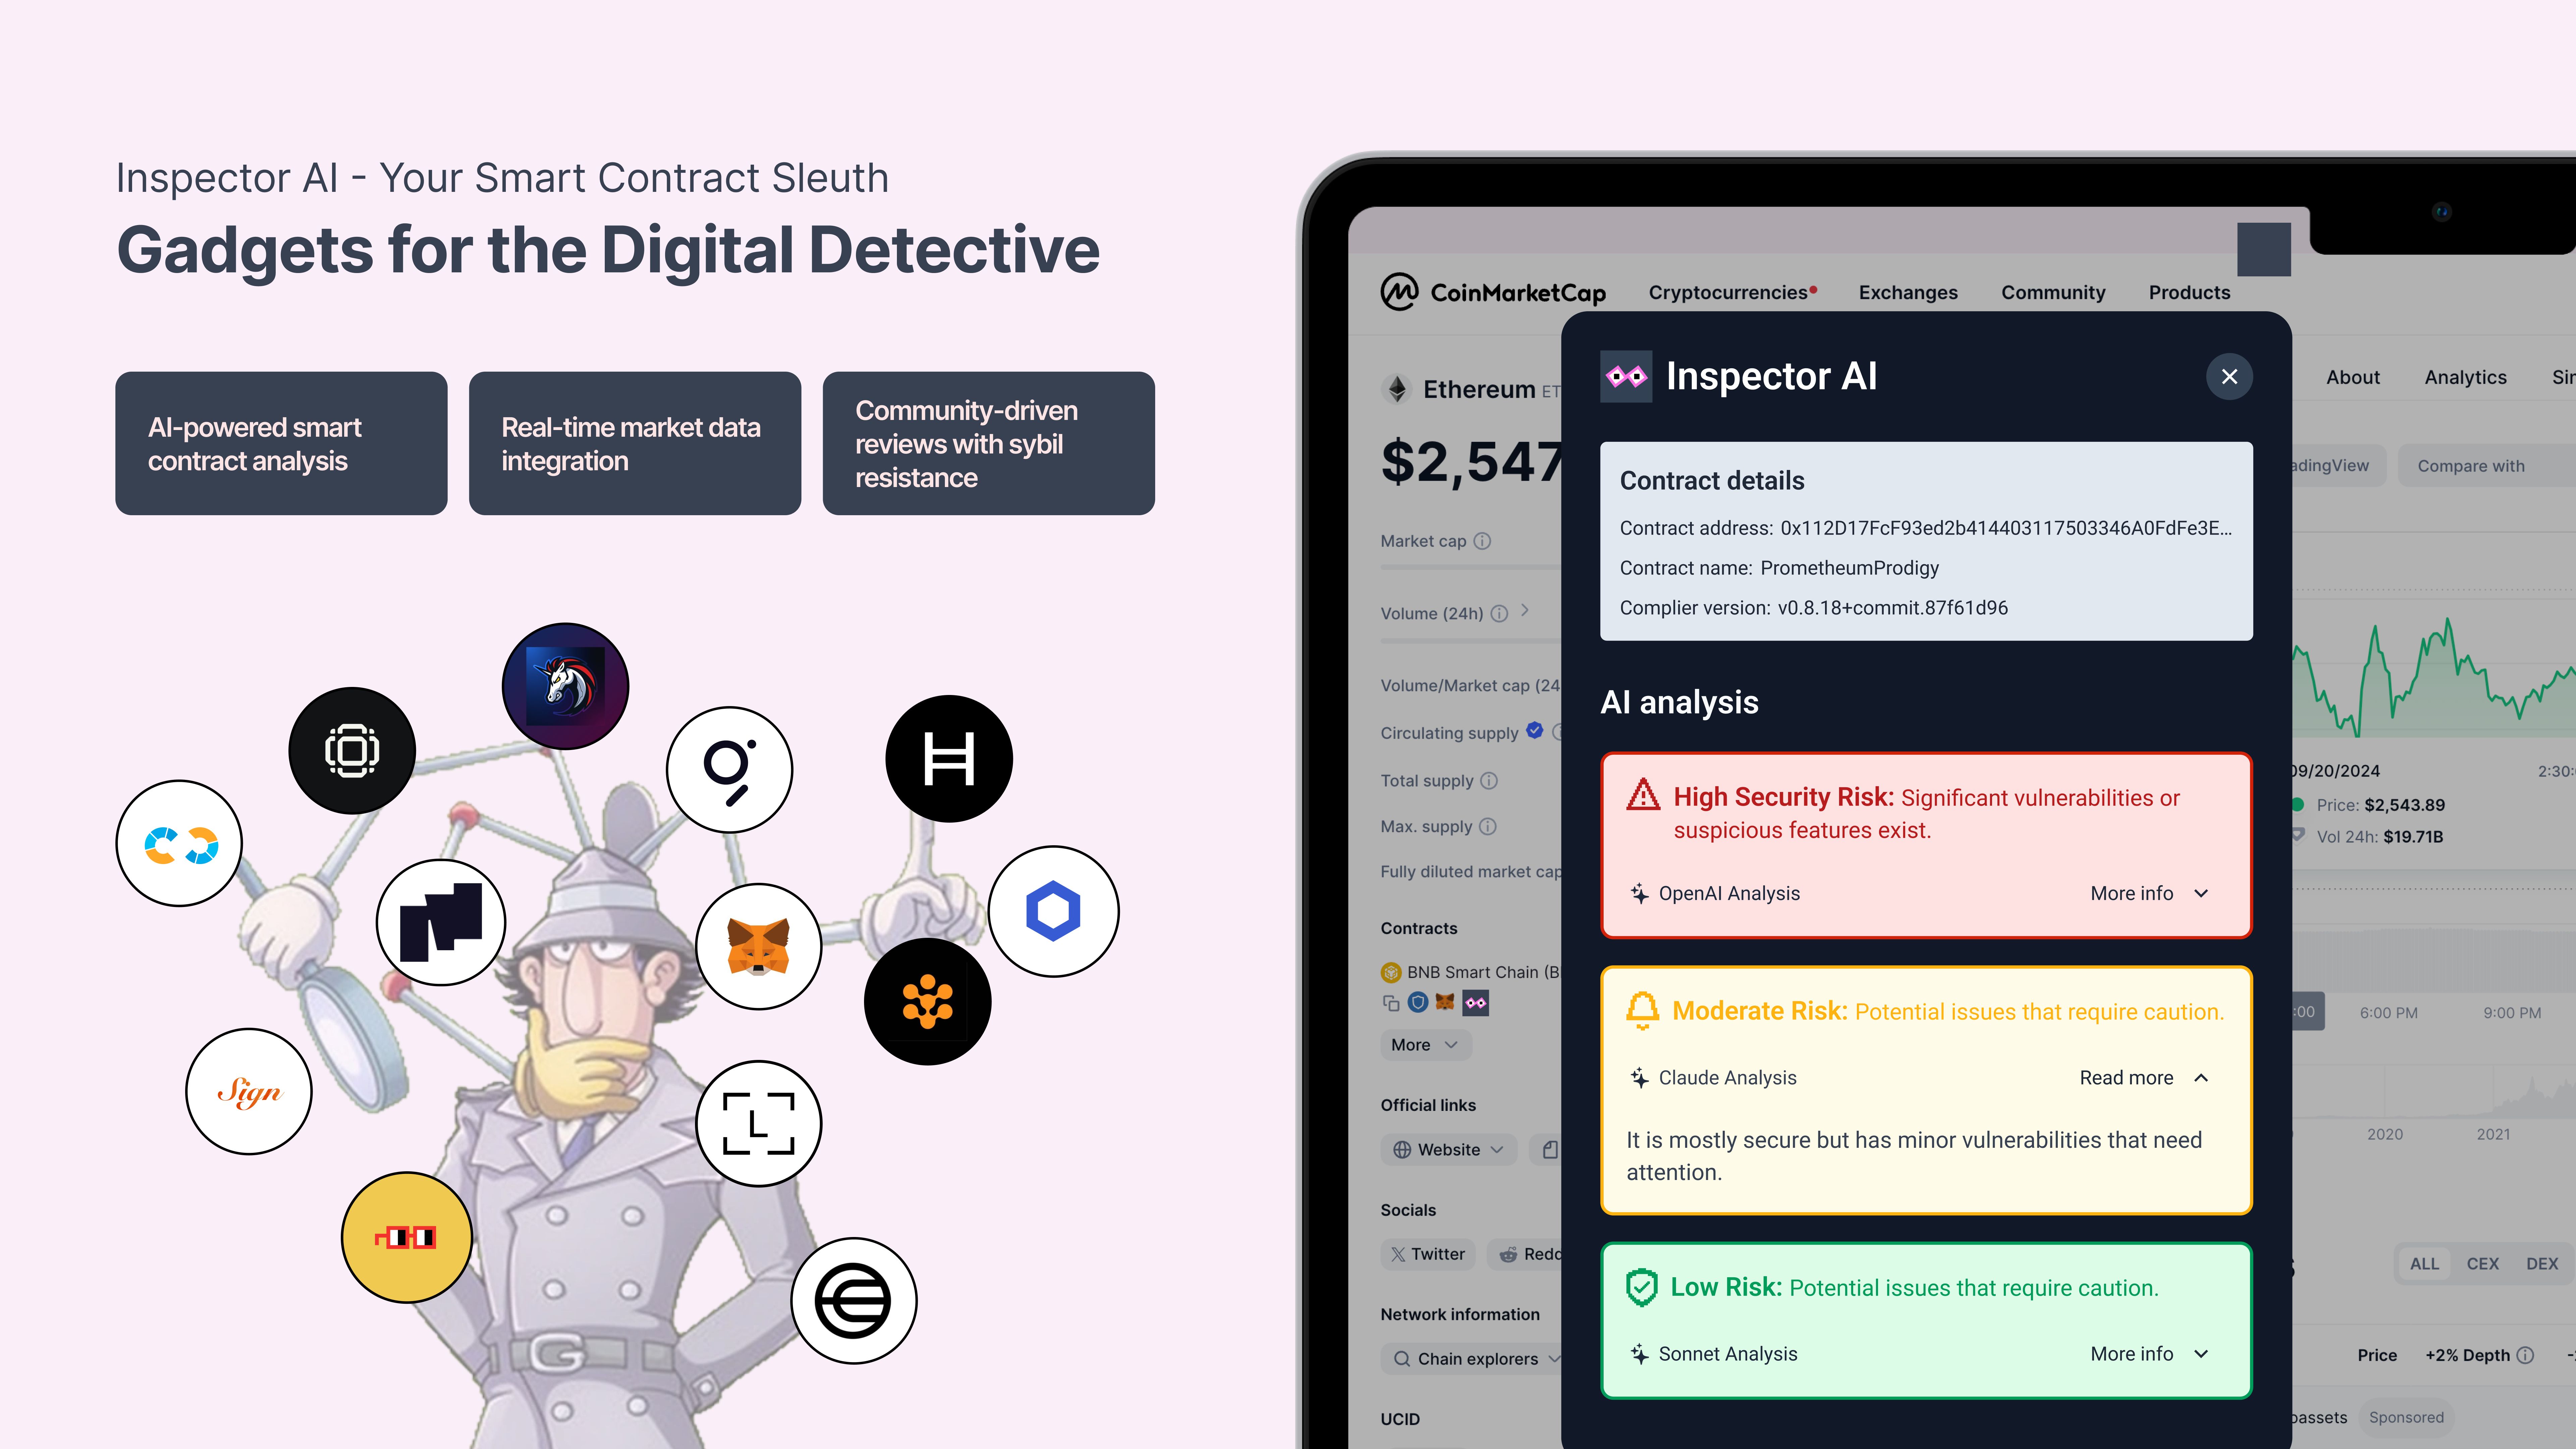 Inspector AI - Your Smart Contract Sleuth
Gadgets for the Digital Detective
AI-powered smart
contract analysis
Real-time market data
integration
Community-driven
reviews with sybil
resistance
Sign
G
L
CoinMarketCap
Cryptocurrencies
Exchanges
Community
Products
Ethereum ET
$2,547
Market cap
Volume (24h)
Volume/Market cap (24
Circulating supply
Total supply
Max. supply
Fully diluted market cap
Contracts
BNB Smart Chain (B
More
Official links
Website
Socials
Twitter
Redd
Network information
Chain explorers
UCID
Inspector AI
Contract details
Contract address: 0x112D17FcF93ed2b414403117503346A0FdFe3E...
Contract name: PrometheumProdigy
Complier version: v0.8.18+commit.87f61d96
AI analysis
High Security Risk: Significant vulnerabilities or
suspicious features exist.
OpenAI Analysis
More info
Moderate Risk: Potential issues that require caution.
Claude Analysis
Read more
It is mostly secure but has minor vulnerabilities that need
attention.
Low Risk: Potential issues that require caution.
Sonnet Analysis
More info
About
Analytics
Sin
adingView
Compare with
09/20/2024
2:30:
Price: $2,543.89
Vol 24h: $19.71B
:00
6:00 PM
9:00 PM
2020
2021
ALL
CEX
DEX
Price
+2% Depth
passets
Sponsored